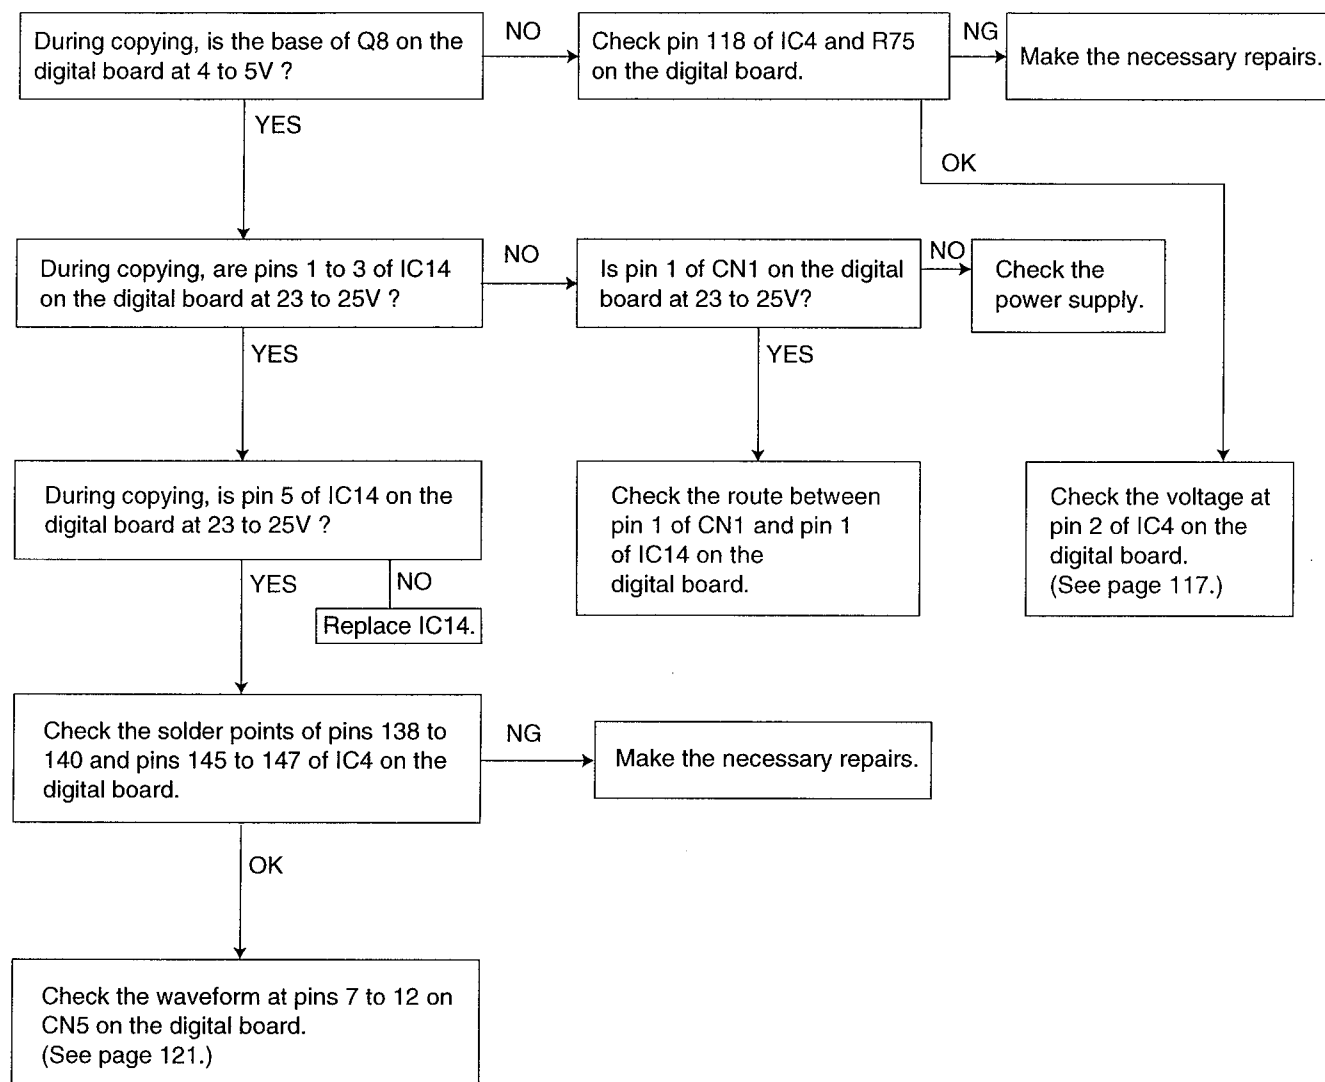 During copying, is the base of Q8 on the
digital board at 4 to 5V ?
NO
Check pin 118 of IC4 and R75
on the digital board.
NG
Make the necessary repairs.
YES
OK
During copying, are pins 1 to 3 of IC14
on the digital board at 23 to 25V ?
NO
Is pin 1 of CN1 on the digital
board at 23 to 25V?
NO
Check the
power supply.
YES
YES
During copying, is pin 5 of IC14 on the
digital board at 23 to 25V ?
Check the route between
pin 1 of CN1 and pin 1
of IC14 on the
digital board.
Check the voltage at
pin 2 of IC4 on the
digital board.
(See page 117.)
YES
NO
Replace IC14.
Check the solder points of pins 138 to
140 and pins 145 to 147 of IC4 on the
digital board.
NG
Make the necessary repairs.
OK
Check the waveform at pins 7 to 12 on
CN5 on the digital board.
(See page 121.)